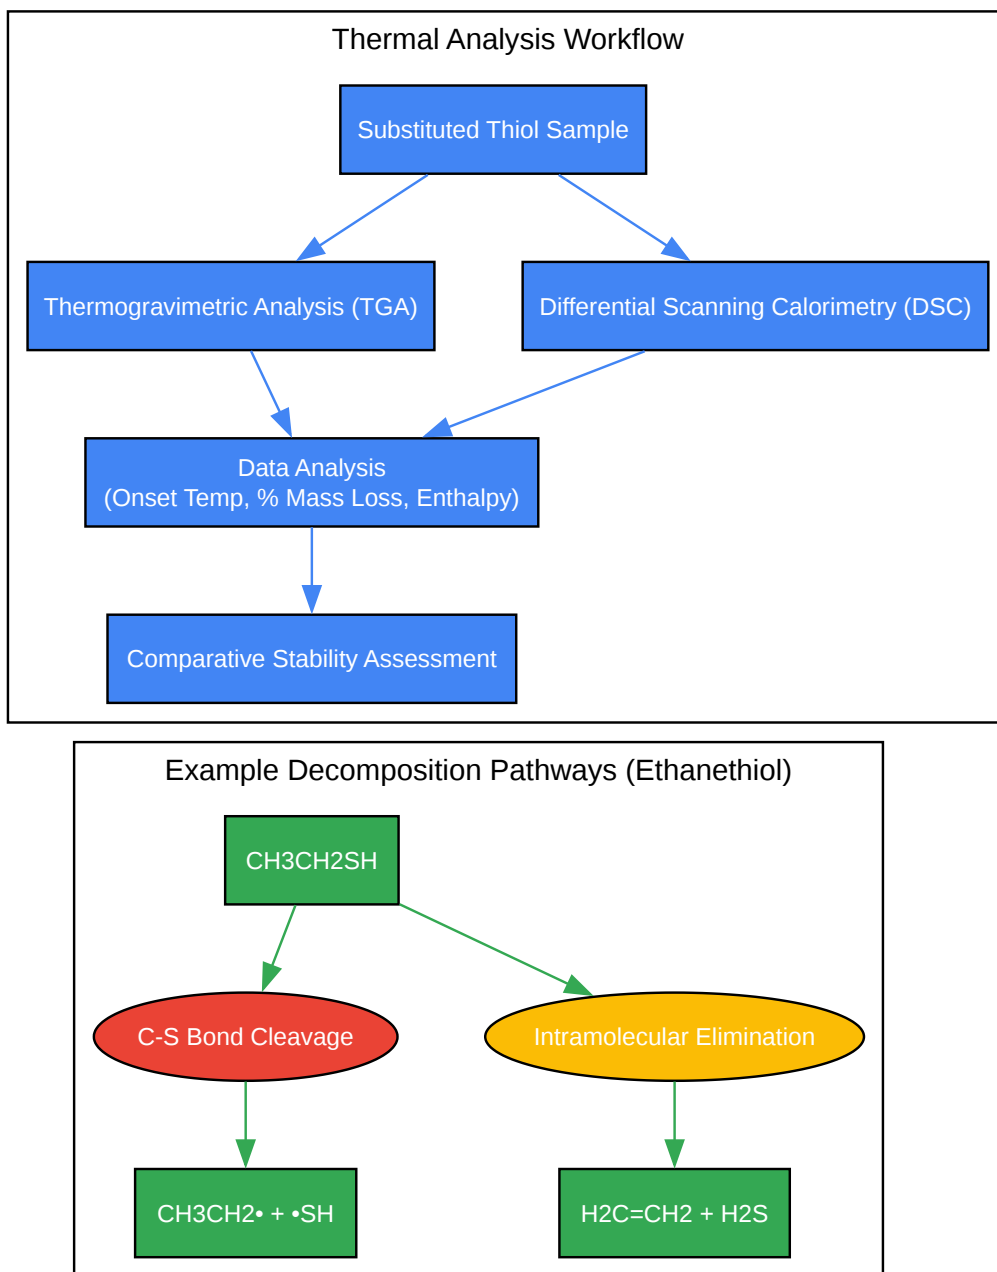 Thermal Analysis Workflow
Substituted Thiol Sample
Thermogravimetric Analysis (TGA)
Differential Scanning Calorimetry (DSC)
Data Analysis
(Onset Temp, % Mass Loss, Enthalpy)
Comparative Stability Assessment
Example Decomposition Pathways (Ethanethiol)
CH3CH2SH
C-S Bond Cleavage
Intramolecular Elimination
CH3CH2• + •SH
H2C=CH2 + H2S